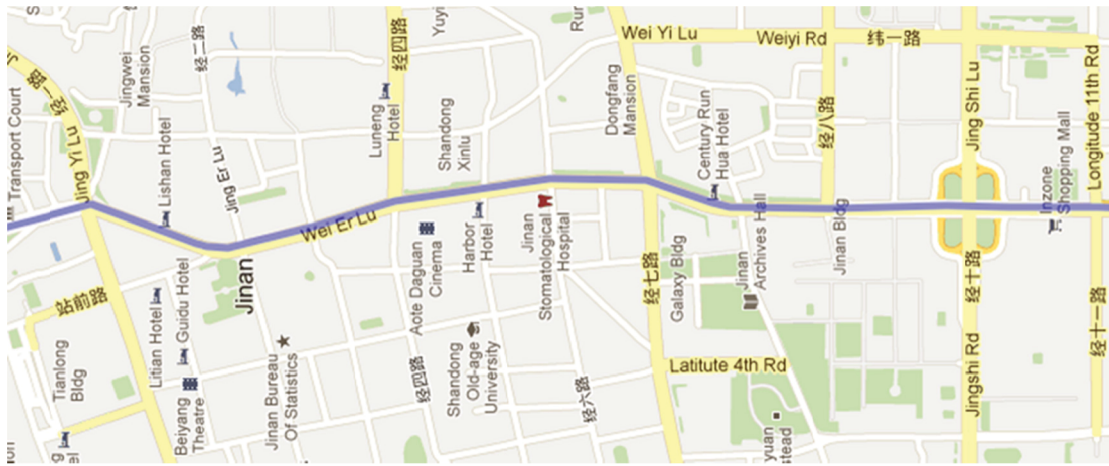 Wei Yi Lu
Weiyi Rd
纬一路
Jing Shi Lu
Longitude 11th Rd
经一路
Jing Yi Lu
Transport Court
Jingwei
Mansion
经二路
Lishan Hotel
Jing Er Lu
经四路
Luneng
Hotel
Shandong
Xinlu
Dongfang
Mansion
Century Run
Hua Hotel
经八路
Inzone
Shopping Mall
Wei Er Lu
Jinan
站前路
Guidu Hotel
Litian Hotel
Tianlong
Bldg
Beiyang
Theatre
Jinan Bureau
Of Statistics
Aote Daguan
Cinema
Harbor
Hotel
Jinan
Stomatological
Hospital
Shandong
Old-age
University
经四路
经六路
经七路
Galaxy Bldg
Jinan
Archives Hall
Jinan Bldg
Latitute 4th Rd
经十路
Jingshi Rd
经十一路
yuan
stead